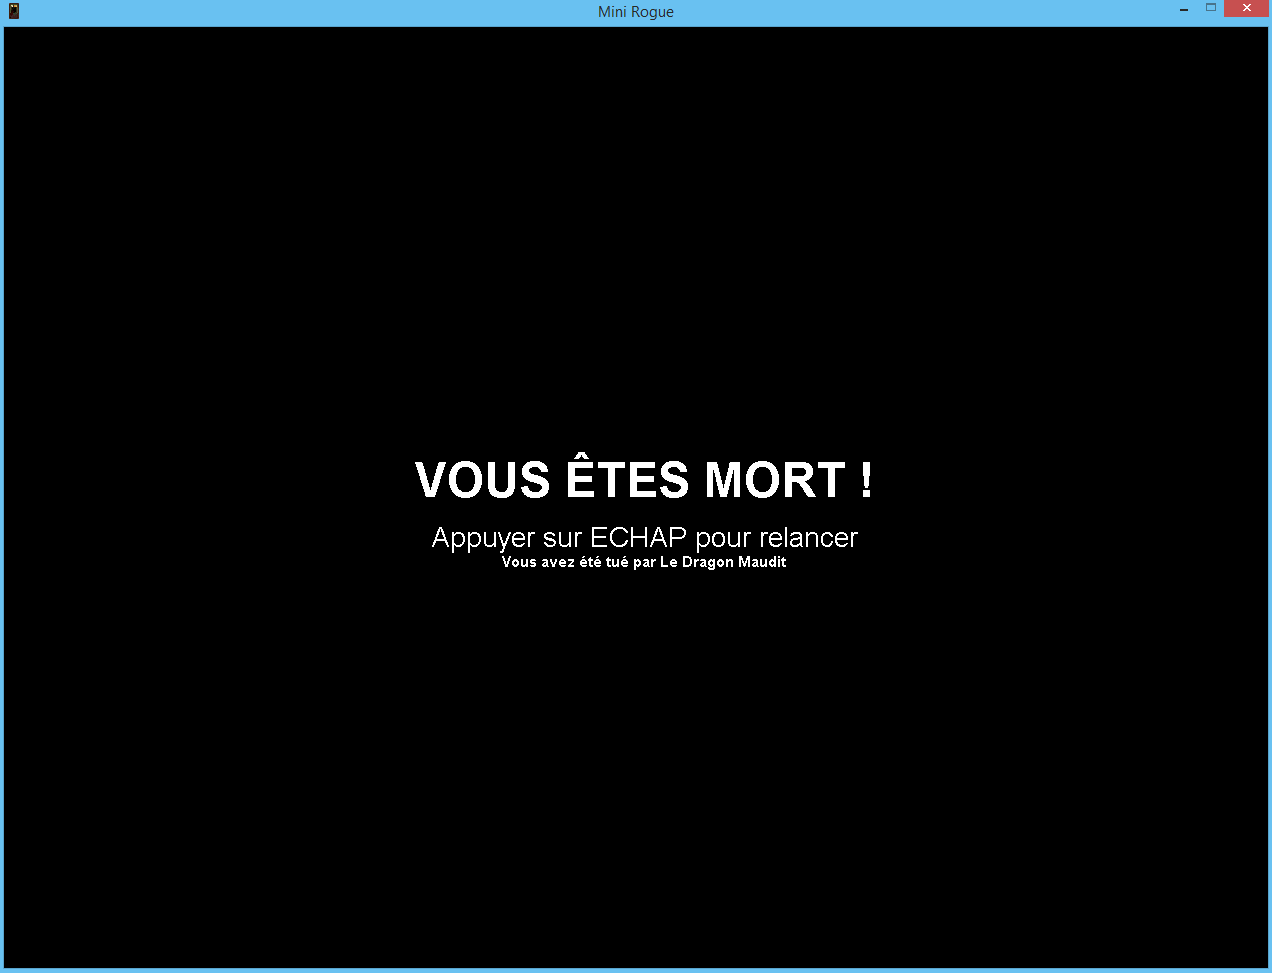 Mini Rogue
VOUS ÊTES MORT !
Appuyer sur ECHAP pour relancer
Vous avez été tué par Le Dragon Maudit